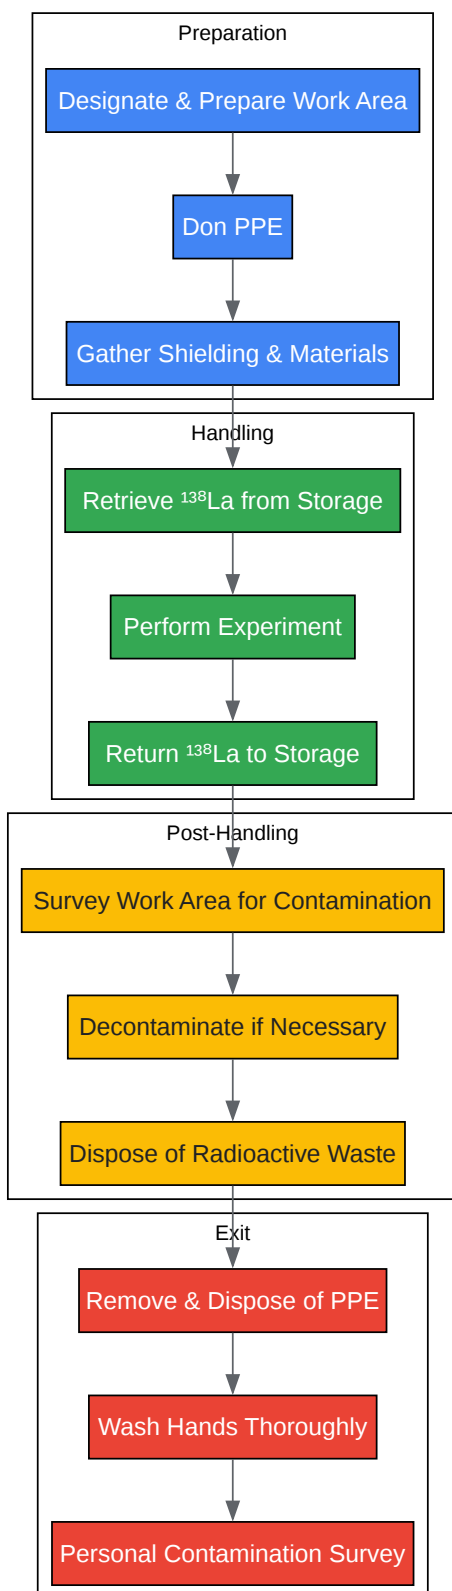 Preparation
Designate & Prepare Work Area
Don PPE
Gather Shielding & Materials
Handling
Retrieve ¹³⁸La from Storage
Perform Experiment
Return ¹³⁸La to Storage
Post-Handling
Survey Work Area for Contamination
Decontaminate if Necessary
Dispose of Radioactive Waste
Exit
Remove & Dispose of PPE
Wash Hands Thoroughly
Personal Contamination Survey